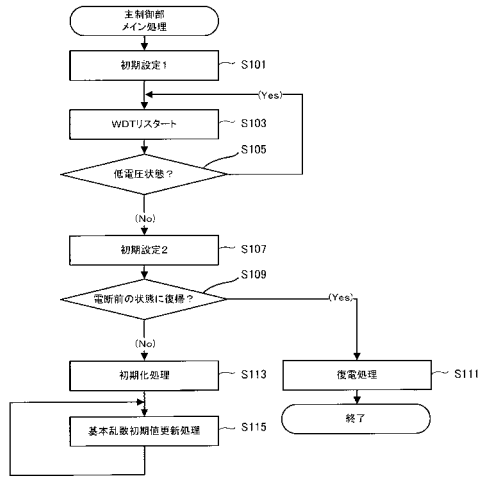 主制御部
メイン処理
初期設定1
S101
(Yes)
WDTリスタート
S103
低電圧状態?
S105
(No)
初期設定2
S107
電断前の状態に復帰?
S109
(Yes)
(No)
初期化処理
S113
復電処理
S111
基本乱数初期値更新処理
S115
終了